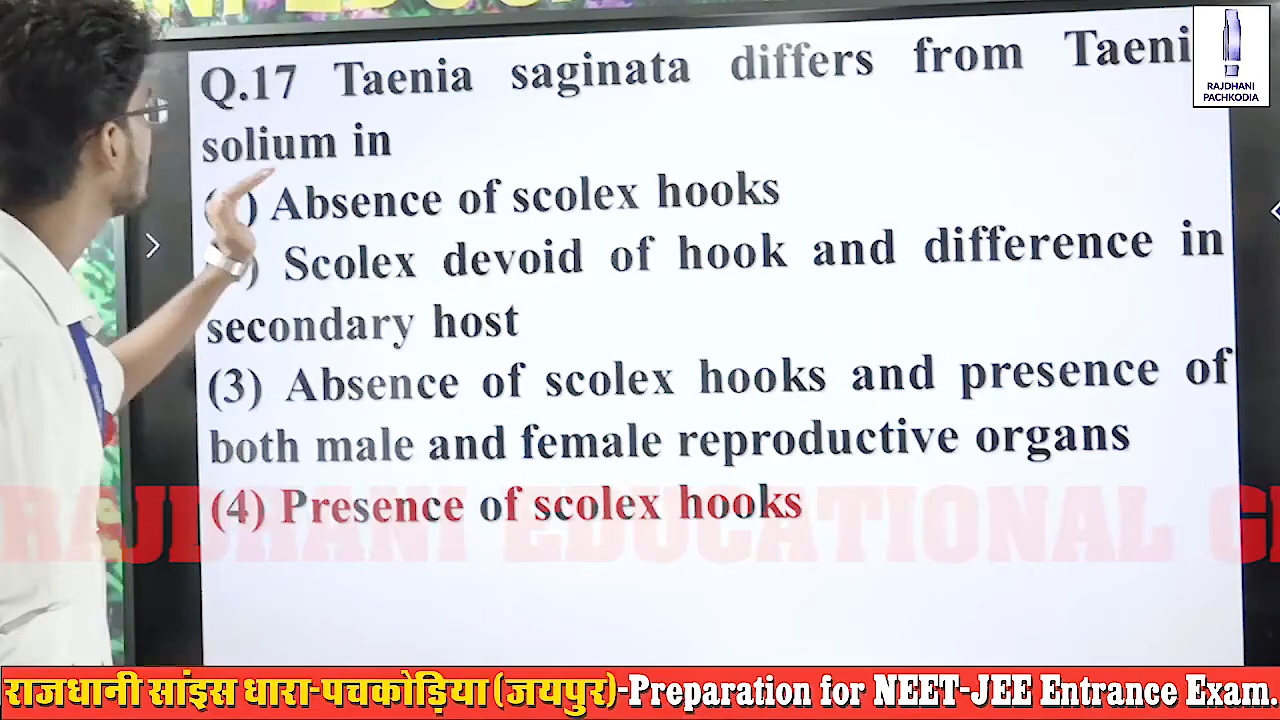 RAJDHANI
PACHKODIA
Q.17 Taenia saginata differs from Taeni
solium in
) Absence of scolex hooks
) Scolex devoid of hook and difference in
secondary host
(3) Absence of scolex hooks and presence of
both male and female reproductive organs
(4) Presence of scolex hooks
RAJDHANI EDUCATIONAL G
राजधानी सांइस धारा-पचकोड़िया (जयपुर)-Preparation for NEET-JEE Entrance Exam.